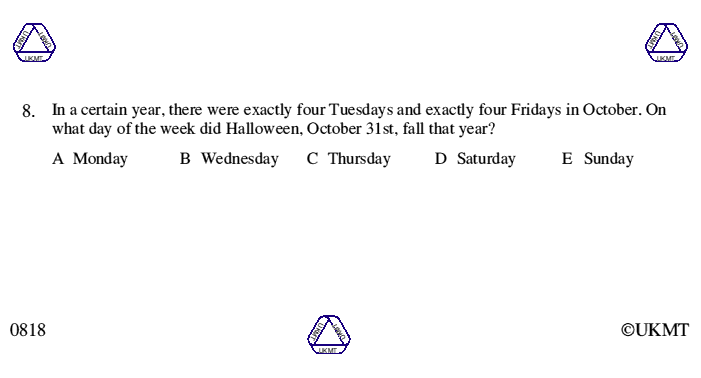 UKMT UKMT UKMT
UKMT UKMT UKMT
8. In a certain year, there were exactly four Tuesdays and exactly four Fridays in October. On
what day of the week did Halloween, October 31st, fall that year?
A Monday B Wednesday C Thursday D Saturday E Sunday
0818
UKMT UKMT UKMT
©UKMT